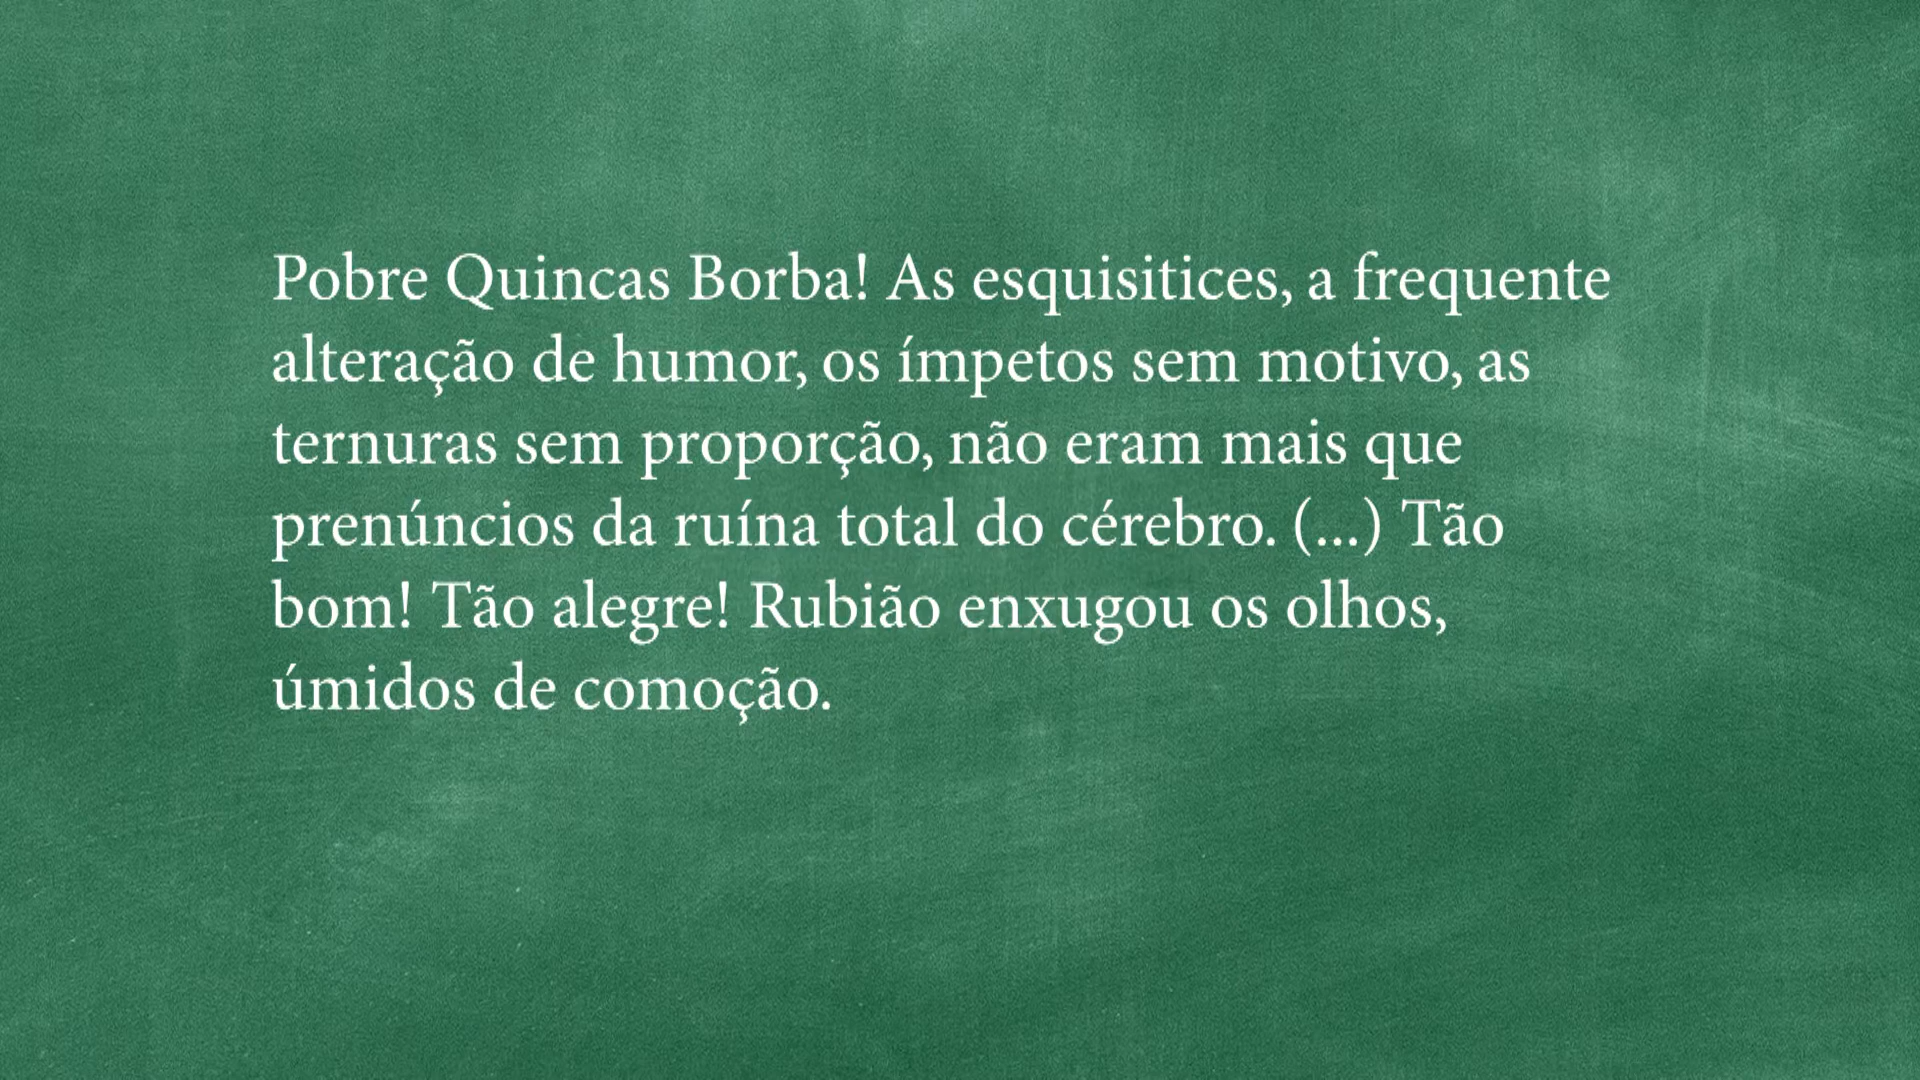 Pobre Quincas Borba! As esquisitices, a frequente
alteração de humor, os ímpetos sem motivo, as
ternuras sem proporção, não eram mais que
prenúncios da ruína total do cérebro. (...) Tão
bom! Tão alegre! Rubião enxugou os olhos,
úmidos de comoção.